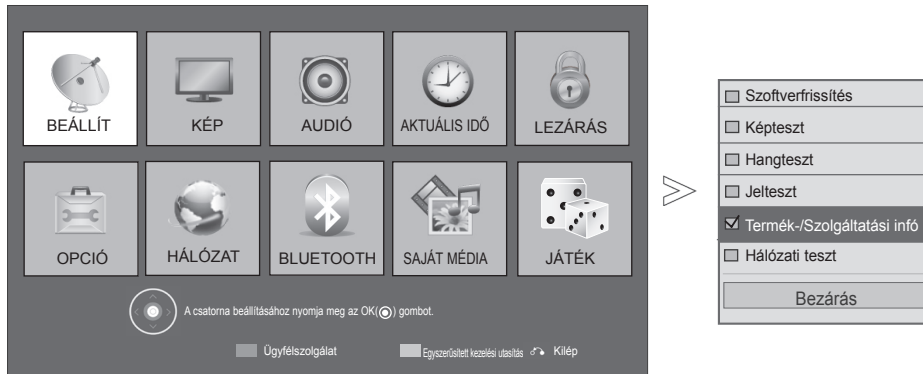 BEÁLLÍT
KÉP
AUDIÓ
AKTUÁLIS IDŐ
LEZÁRÁS
OPCIÓ
HÁLÓZAT
BLUETOOTH
SAJÁT MÉDIA
JÁTÉK
A csatorna beállításához nyomja meg az OK(◉) gombot.
Ügyfélszolgálat
Egyszerűsített kezelési utasítás
Kilép
Szoftverfrissítés
Képteszt
Hangteszt
Jelteszt
Termék-/Szolgáltatási infó
Hálózati teszt
Bezárás